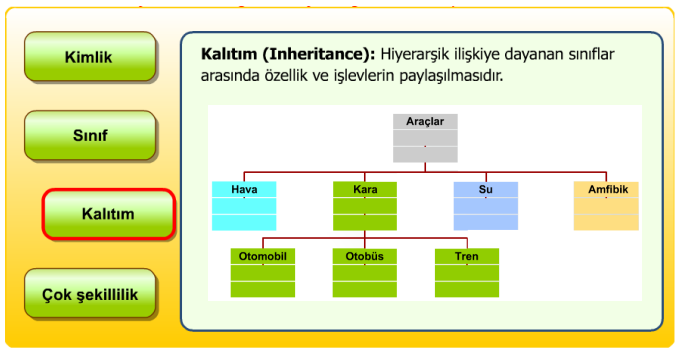 Kimlik
Sınıf
Kalıtım
Çok şekillilik
Kalıtım (Inheritance): Hiyerarşik ilişkiye dayanan sınıflar
arasında özellik ve işlevlerin paylaşılmasıdır.
Araçlar
Hava Kara Su Amfibik
Otomobil Otobüs Tren